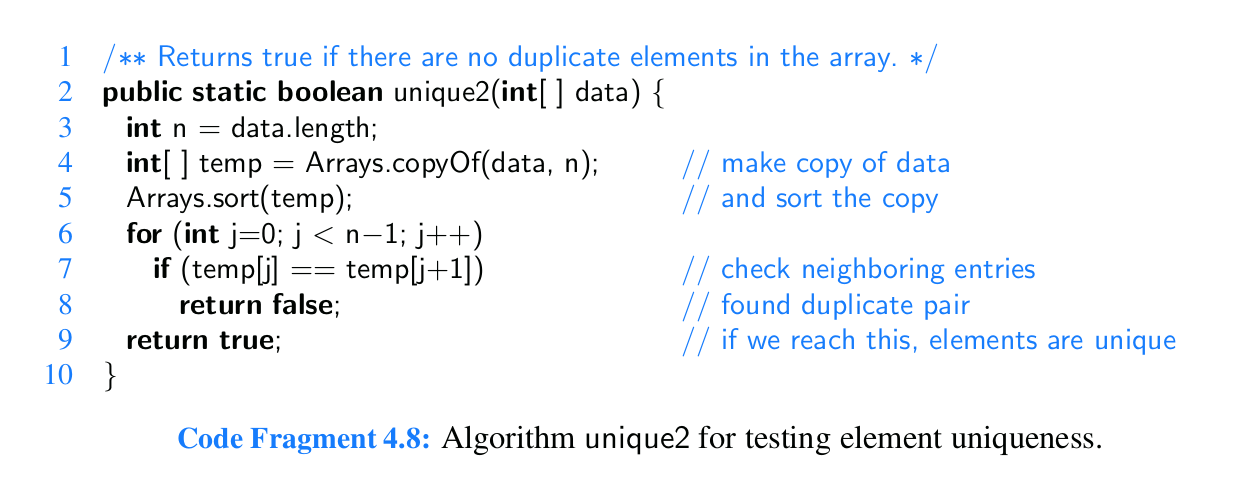 1 /** Returns true if there are no duplicate elements in the array. */
2 public static boolean unique2(int[ ] data) {
3 int n = data.length;
4 int[ ] temp = Arrays.copyOf(data, n); // make copy of data
5 Arrays.sort(temp); // and sort the copy
6 for (int j=0; j < n−1; j++)
7 if (temp[j] == temp[j+1]) // check neighboring entries
8 return false; // found duplicate pair
9 return true; // if we reach this, elements are unique
10 }
Code Fragment 4.8: Algorithm unique2 for testing element uniqueness.